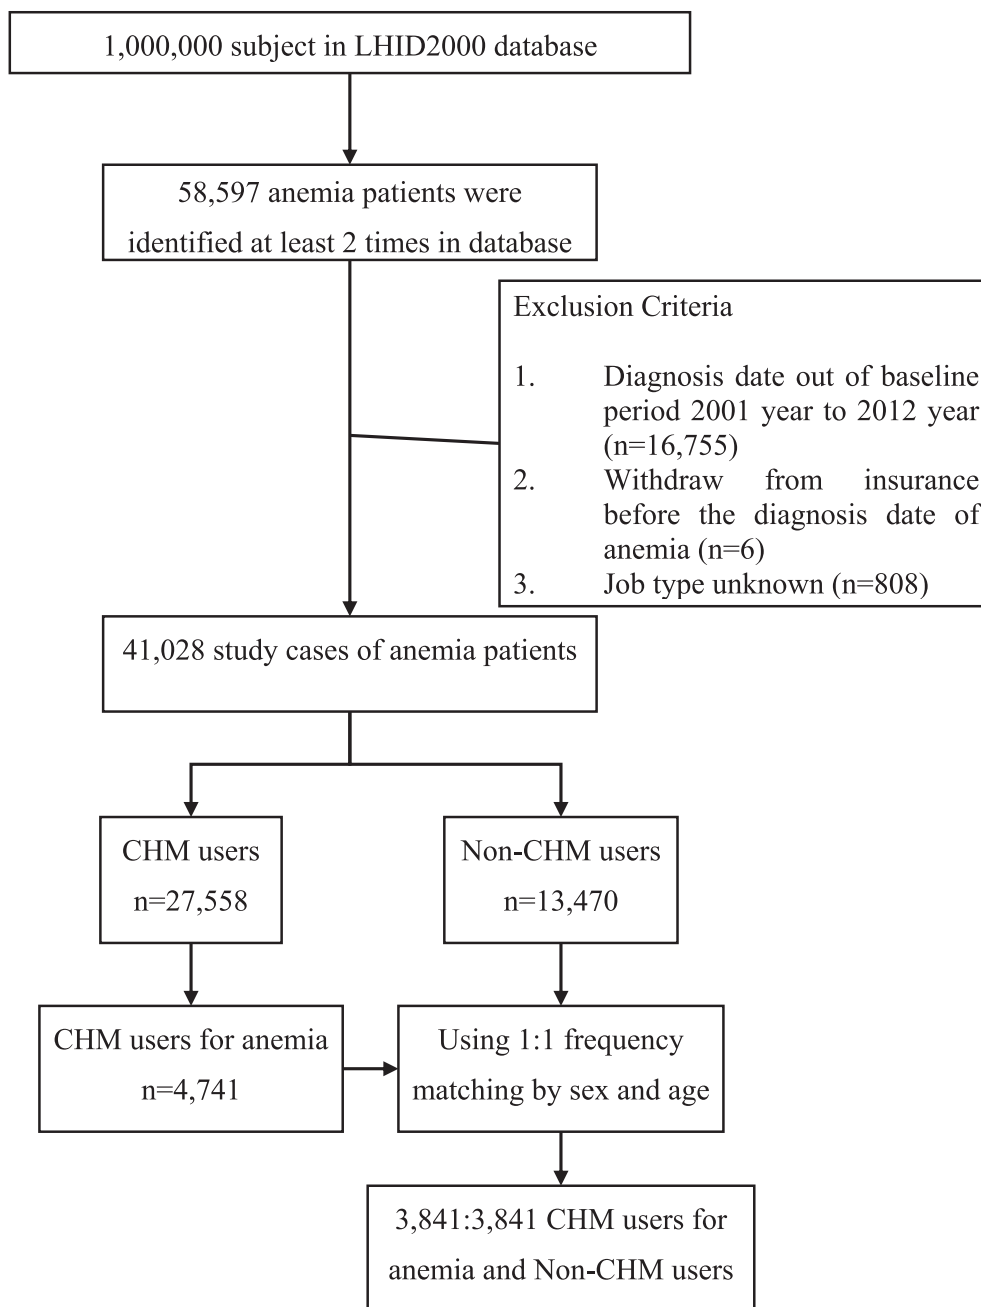 1,000,000 subject in LHID2000 database
58,597 anemia patients were
identified at least 2 times in database
Exclusion Criteria
1. Diagnosis date out of baseline
period 2001 year to 2012 year
(n=16,755)
2. Withdraw from insurance
before the diagnosis date of
anemia (n=6)
3. Job type unknown (n=808)
41,028 study cases of anemia patients
CHM users
n=27,558
Non-CHM users
n=13,470
CHM users for anemia
n=4,741
Using 1:1 frequency
matching by sex and age
3,841:3,841 CHM users for
anemia and Non-CHM users